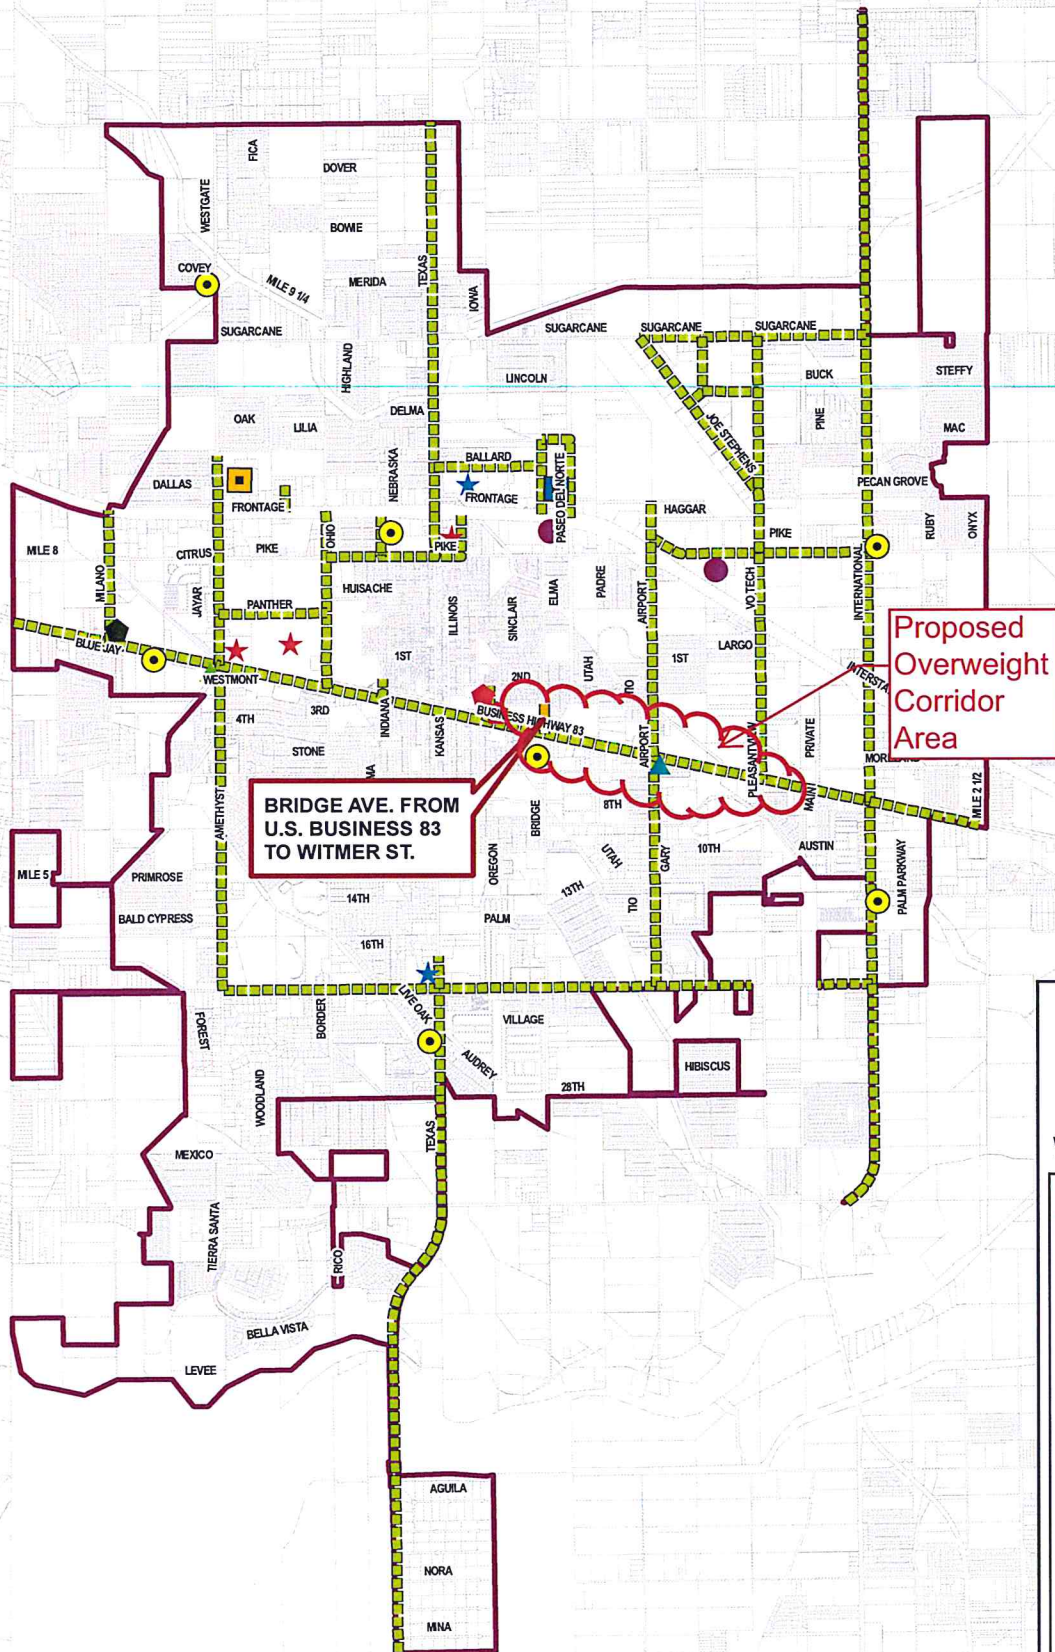 FICA
DOVER
WESTGATE
BOWIE
COVEY
MILE 9 1/4
MERIDA
TEXAS
IOWA
SUGARCANE
SUGARCANE
SUGARCANE
SUGARCANE
HIGHLAND
LINCOLN
BUCK
STEFFY
OAK
LILIA
DELMA
JOE STEPHENS
PINE
MAC
DALLAS
NEBRASKA
BALLARD
PASEO DEL NORTE
PECAN GROVE
FRONTAGE
FRONTAGE
HAGGAR
RUBY
ONYX
MILE 8
CITRUS
PIKE
OHIO
PIKE
PIKE
MILANO
JAYAR
HUISACHE
ELMA
PADRE
AIRPORT
VO TECH
INTERNATIONAL
PANTHER
ILLINOIS
SINCLAIR
BLUE JAY
1ST
1ST
LARGO
Proposed
Overweight
Corridor
Area
WESTMONT
2ND
UTAH
TIO
4TH
3RD
INDIANA
KANSAS
BUSINESS HIGHWAY 83
AIRPORT
PLEASANTVIEW
PRIVATE
STONE
MA
MAIN
MILE 2 1/2
BRIDGE AVE. FROM
U.S. BUSINESS 83
TO WITMER ST.
AMETHYST
BRIDGE
8TH
MILE 5
PRIMROSE
OREGON
UTAH
GARY
10TH
AUSTIN
PALM PARKWAY
14TH
13TH
BALD CYPRESS
PALM
TIO
16TH
LIVE OAK
FOREST
BORDER
VILLAGE
AUDREY
HIBISCUS
WOODLAND
28TH
TEXAS
MEXICO
TIERRA SANTA
RICO
BELLA VISTA
LEVEE
AGUILA
NORA
MINA